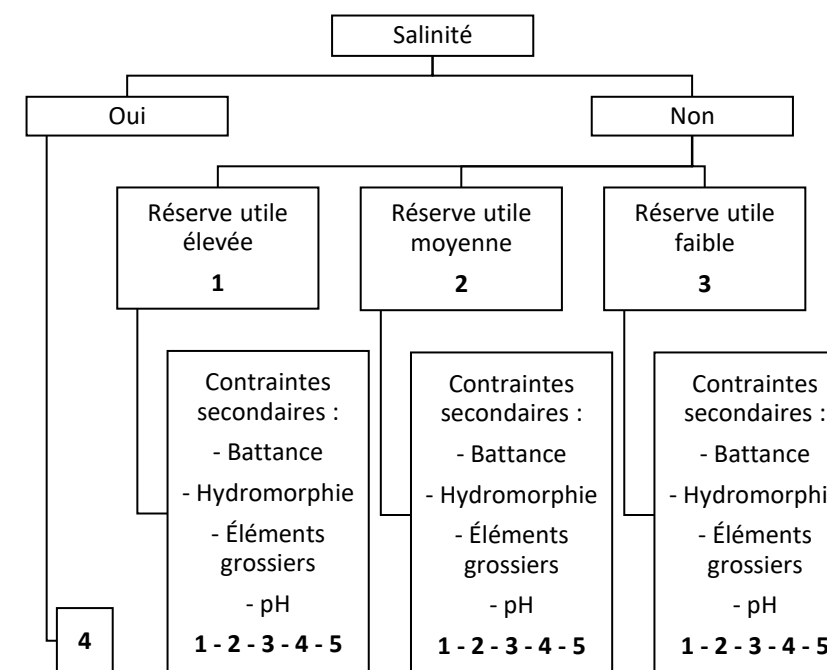 Salinité
Oui
Non
Réserve utile
élevée
1
Réserve utile
moyenne
2
Réserve utile
faible
3
Contraintes
secondaires :
- Battance
- Hydromorphie
- Éléments
grossiers
- pH
1 - 2 - 3 - 4 - 5
Contraintes
secondaires :
- Battance
- Hydromorphie
- Éléments
grossiers
- pH
1 - 2 - 3 - 4 - 5
Contraintes
secondaires :
- Battance
- Hydromorphi
- Éléments
grossiers
- pH
1 - 2 - 3 - 4 - 5
4